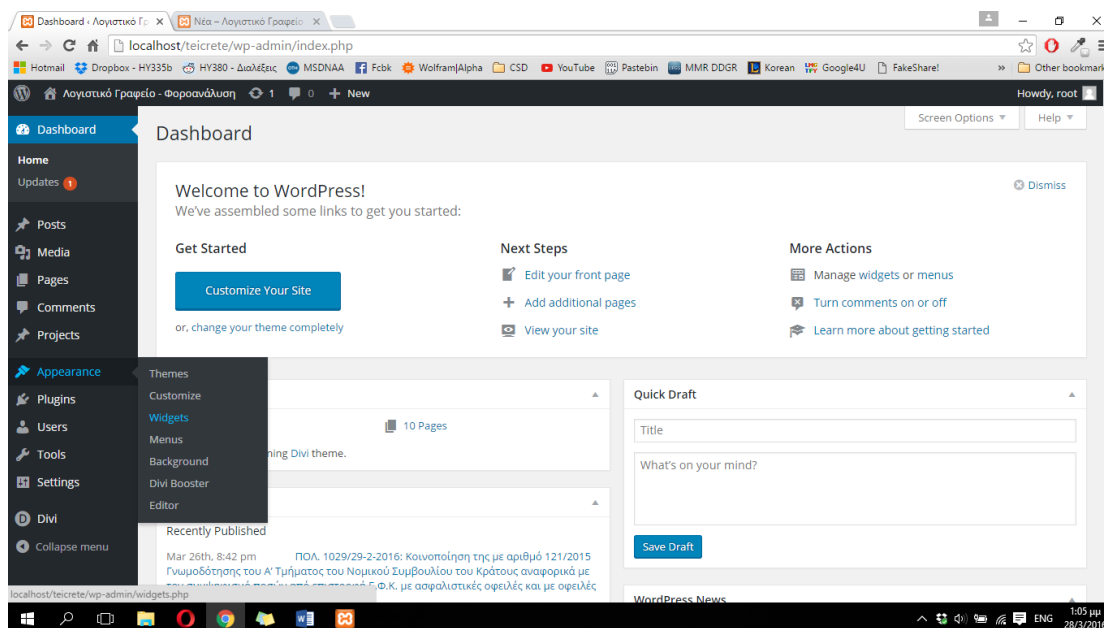 Dashboard ‹ Λογιστικό Γρ
Νέα – Λογιστικό Γραφείο
localhost/teicrete/wp-admin/index.php
Hotmail Dropbox - HY335b HY380 - Διαλέξεις MSDNAA Fcbk Wolfram|Alpha CSD YouTube Pastebin MMR DDGR Korean Google4U FakeShare! » Other bookmark
Λογιστικό Γραφείο - Φοροανάλυση 1 0 + New Howdy, root
Screen Options Help
Dashboard
Home
Updates 1
Posts
Media
Pages
Comments
Projects
Appearance
Plugins
Users
Tools
Settings
Divi
Collapse menu
Themes
Customize
Widgets
Menus
Background
Divi Booster
Editor
Dashboard
Welcome to WordPress!
Dismiss
We've assembled some links to get you started:
Get Started
Customize Your Site
or, change your theme completely
Next Steps
Edit your front page
Add additional pages
View your site
More Actions
Manage widgets or menus
Turn comments on or off
Learn more about getting started
10 Pages
ning Divi theme.
Recently Published
Mar 26th, 8:42 pm ΠΟΛ. 1029/29-2-2016: Κοινοποίηση της με αριθμό 121/2015
Γνωμοδότησης του Α' Τμήματος του Νομικού Συμβουλίου του Κράτους αναφορικά με
τον συμψηφισμό ποσών από επιστροφή Ε.Φ.Κ. με ασφαλιστικές οφειλές και με οφειλές
Quick Draft
Title
What's on your mind?
Save Draft
WordPress News
localhost/teicrete/wp-admin/widgets.php
ENG
1:05 μμ
28/3/2016